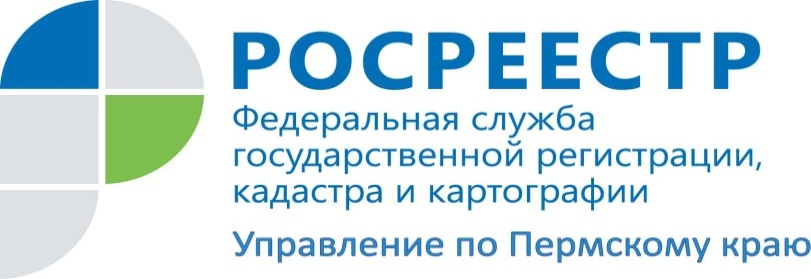 РОСРЕЕСТР
Федеральная служба
государственной регистрации,
кадастра и картографии
Управление по Пермскому краю